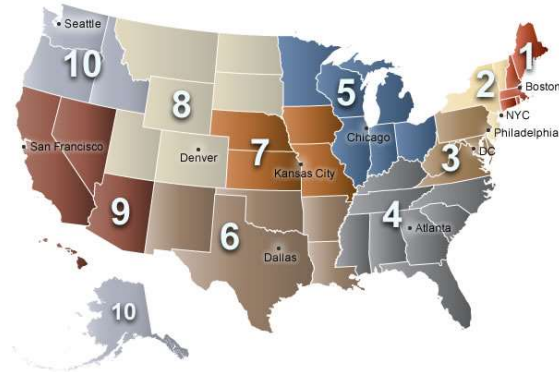 Seattle
10
1
2
Boston
5
8
NYC
Philadelphia
Chicago
San Francisco
Denver
7
3
DC
Kansas City
9
4
6
Atlanta
Dallas
10